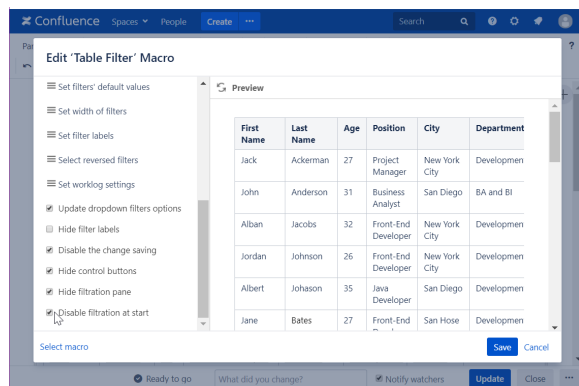 Confluence Spaces People Create ··· Search
Par
?
Edit 'Table Filter' Macro
Set filters' default values
Set width of filters
Set filter labels
Select reversed filters
Set worklog settings
Update dropdown filters options
Hide filter labels
Disable the change saving
Hide control buttons
Hide filtration pane
Disable filtration at start
Preview
First Name Last Name Age Position City Department
Jack Ackerman 27 Project Manager New York City Developmen
John Anderson 31 Business Analyst San Diego BA and BI
Alban Jacobs 32 Front-End Developer New York City Developmen
Jordan Johnson 26 Front-End Developer New York City Developmen
Albert Johason 35 Java Developer San Diego Developmen
Jane Bates 27 Front-End San Hose Developmen
Select macro Save Cancel
Ready to go What did you change? Notify watchers Update Close ···